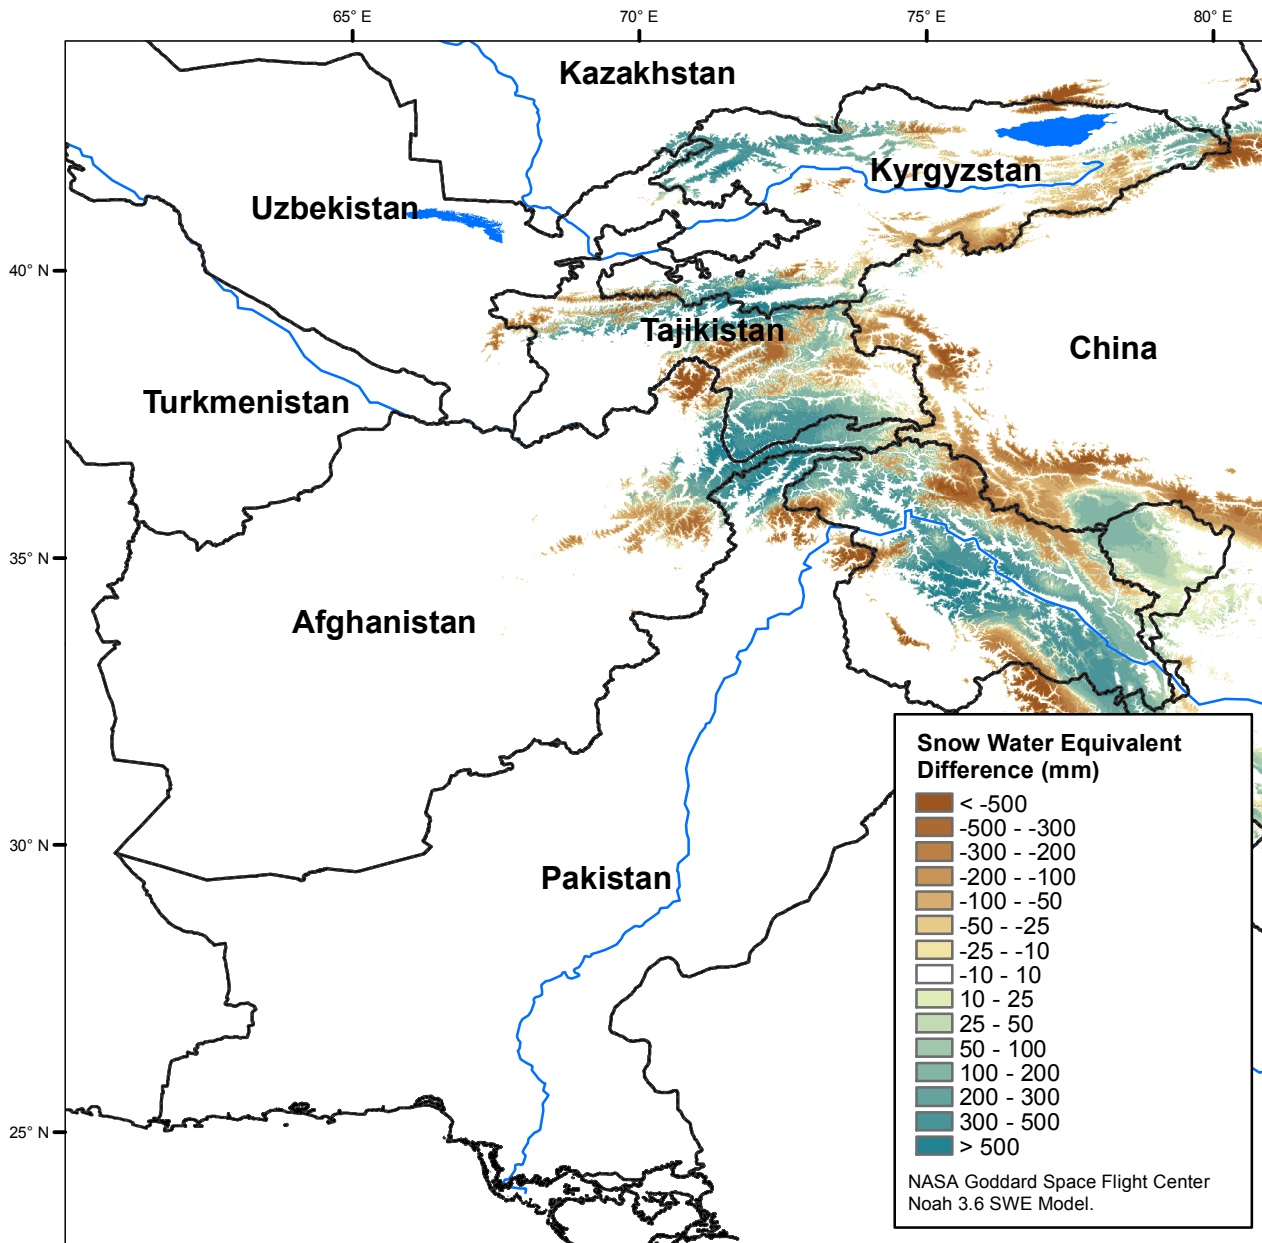 65° E
70° E
75° E
80° E
Kazakhstan
Kyrgyzstan
Uzbekistan
40° N
Tajikistan
China
Turkmenistan
35° N
Afghanistan
Snow Water Equivalent
Difference (mm)
< -500
-500 - -300
-300 - -200
-200 - -100
-100 - -50
-50 - -25
-25 - -10
-10 - 10
10 - 25
25 - 50
50 - 100
100 - 200
200 - 300
300 - 500
> 500
30° N
Pakistan
25° N
NASA Goddard Space Flight Center
Noah 3.6 SWE Model.